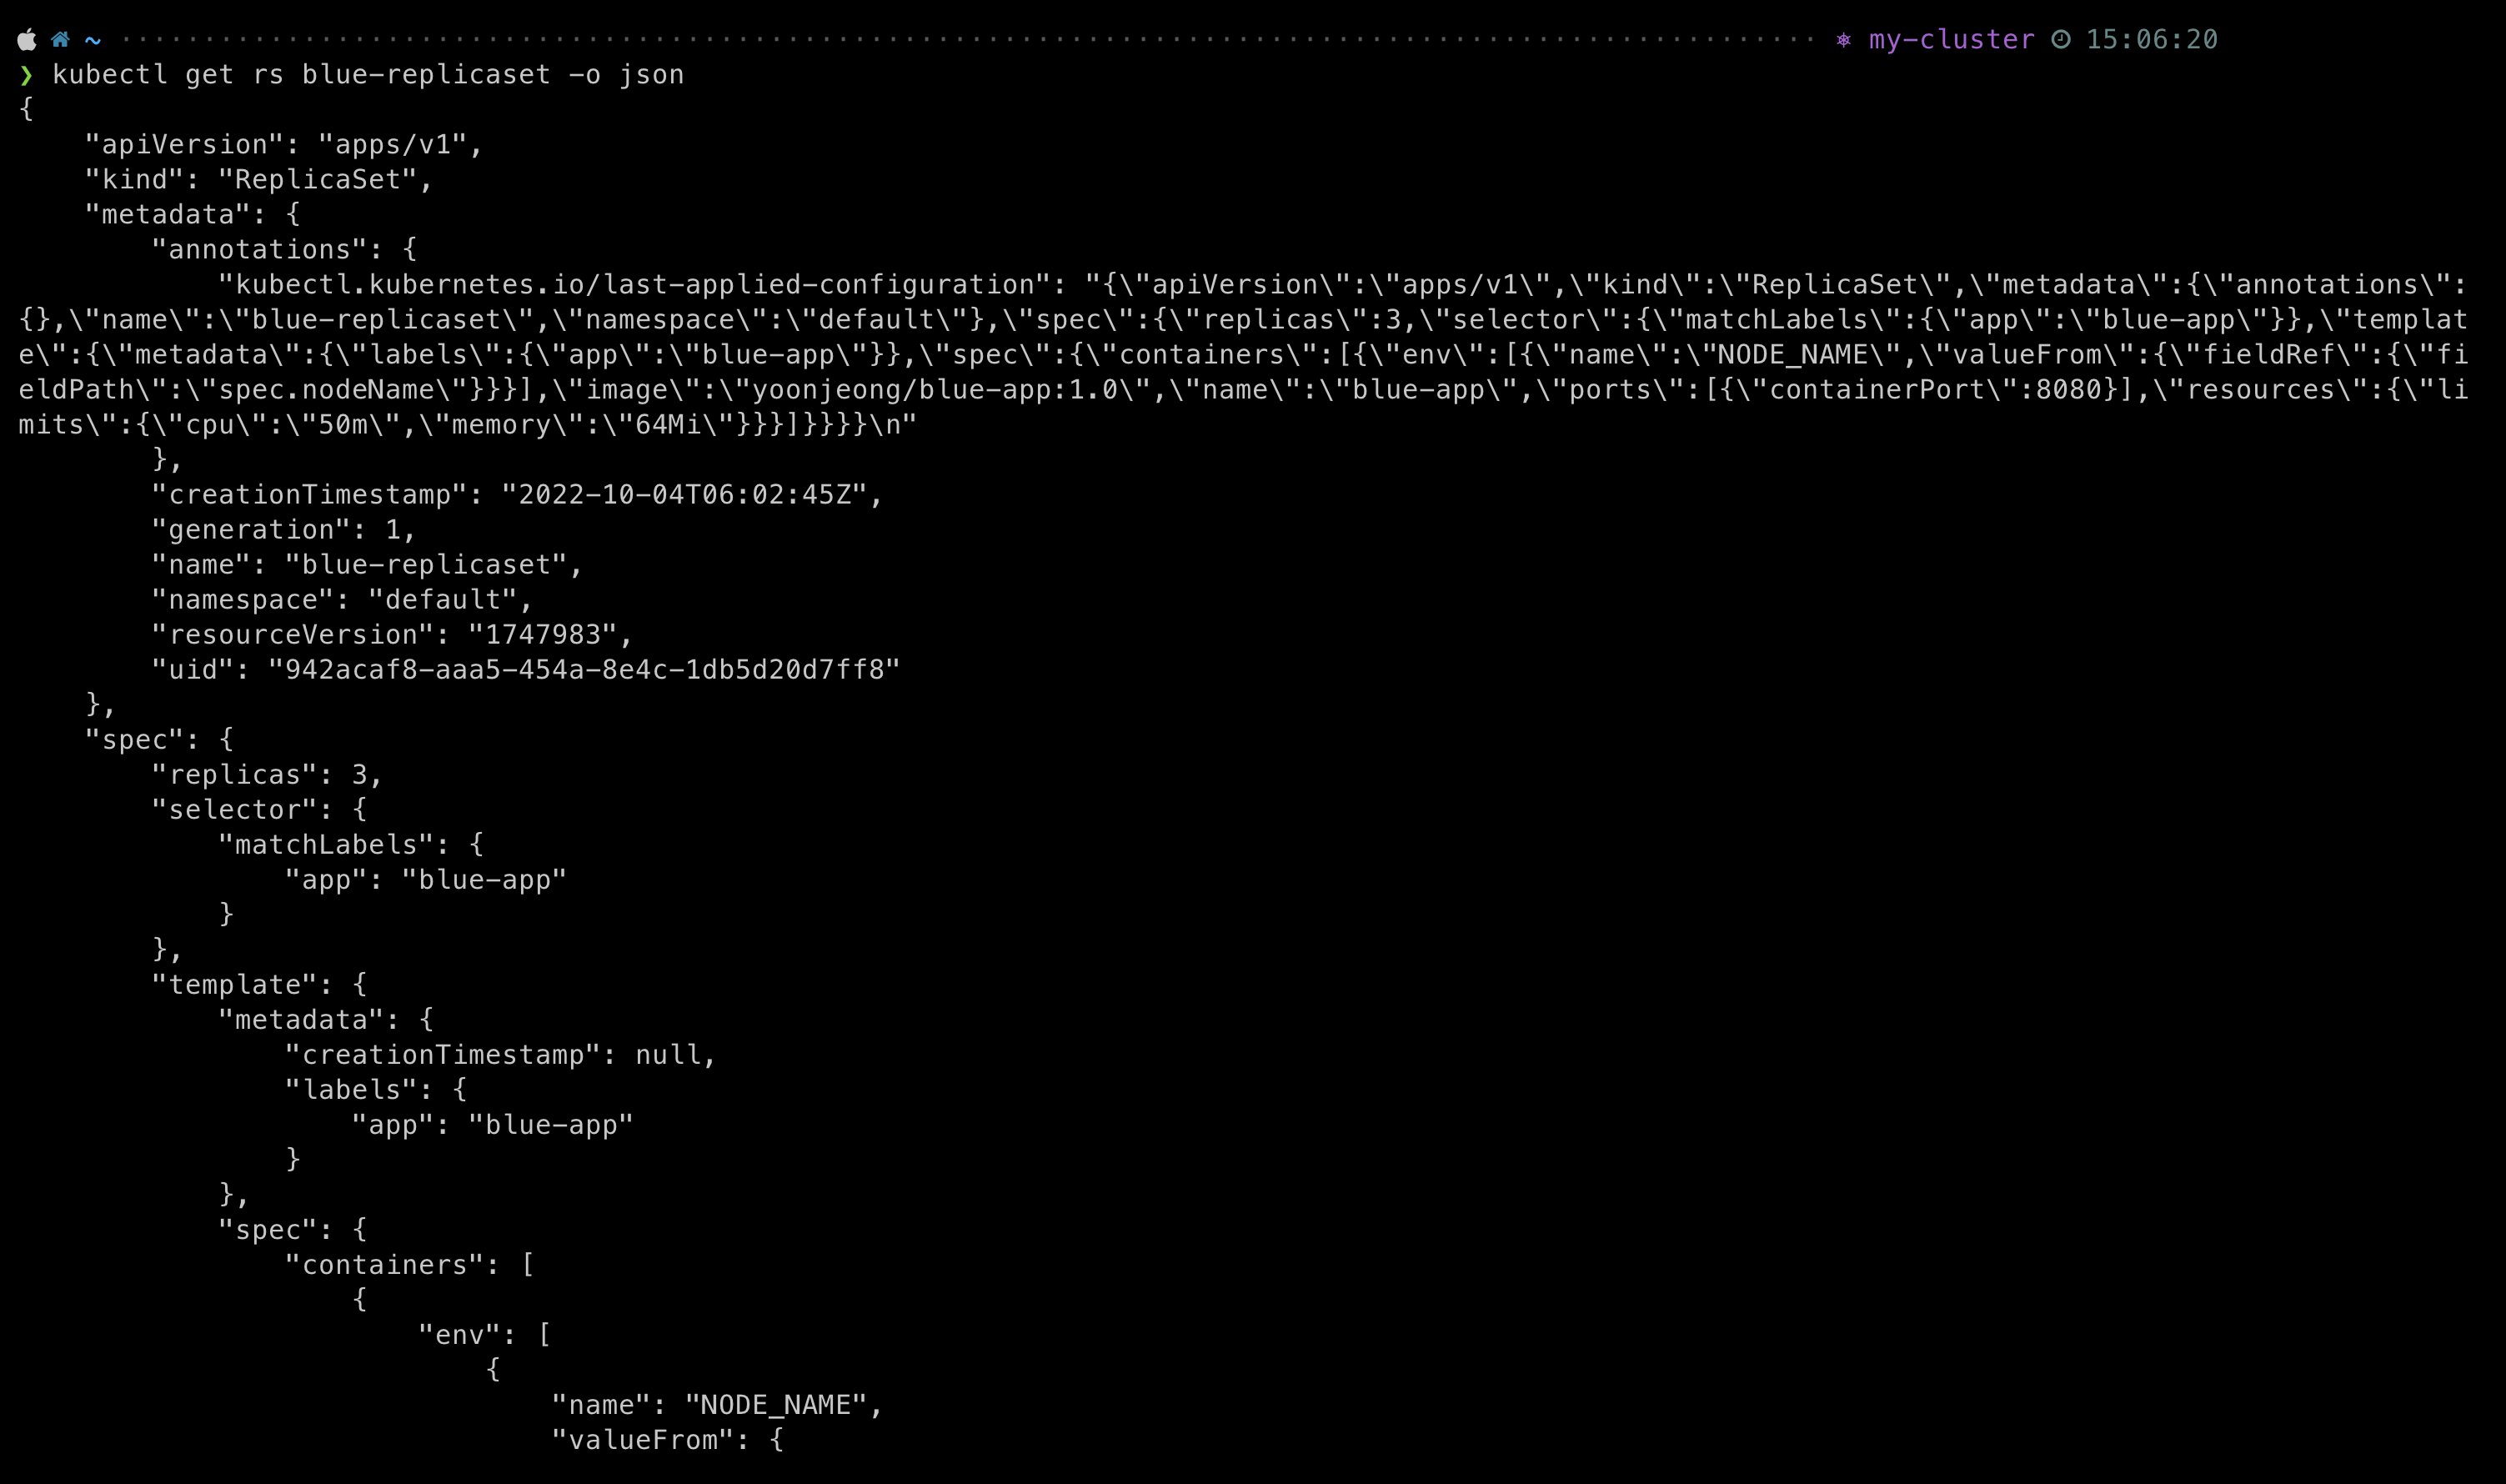 ~ my-cluster 15:06:20
❯ kubectl get rs blue-replicaset -o json
{
    "apiVersion": "apps/v1",
    "kind": "ReplicaSet",
    "metadata": {
        "annotations": {
            "kubectl.kubernetes.io/last-applied-configuration": "{\"apiVersion\":\"apps/v1\",\"kind\":\"ReplicaSet\",\"metadata\":{\"annotations\":
{},\"name\":\"blue-replicaset\",\"namespace\":\"default\"},\"spec\":{\"replicas\":3,\"selector\":{\"matchLabels\":{\"app\":\"blue-app\"}},\"templat
e\":{\"metadata\":{\"labels\":{\"app\":\"blue-app\"}},\"spec\":{\"containers\":[{\"env\":[{\"name\":\"NODE_NAME\",\"valueFrom\":{\"fieldRef\":{\"fi
eldPath\":\"spec.nodeName\"}}}],\"image\":\"yoonjeong/blue-app:1.0\",\"name\":\"blue-app\",\"ports\":[{\"containerPort\":8080}],\"resources\":{\"li
mits\":{\"cpu\":\"50m\",\"memory\":\"64Mi\"}}}]}}}}\n"
        },
        "creationTimestamp": "2022-10-04T06:02:45Z",
        "generation": 1,
        "name": "blue-replicaset",
        "namespace": "default",
        "resourceVersion": "1747983",
        "uid": "942acaf8-aaa5-454a-8e4c-1db5d20d7ff8"
    },
    "spec": {
        "replicas": 3,
        "selector": {
            "matchLabels": {
                "app": "blue-app"
            }
        },
        "template": {
            "metadata": {
                "creationTimestamp": null,
                "labels": {
                    "app": "blue-app"
                }
            },
            "spec": {
                "containers": [
                    {
                        "env": [
                            {
                                "name": "NODE_NAME",
                                "valueFrom": {